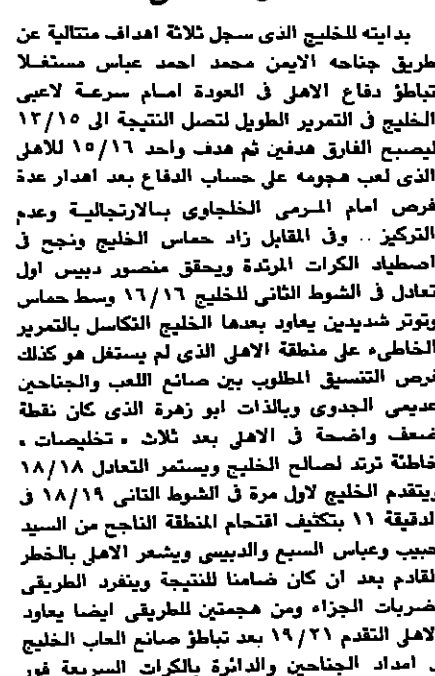 بدايته للخليج الذى سجل ثلاثة اهداف متتالية عن
طريق جناحه الايمن محمد احمد عباس مستغلا
تباطؤ دفاع الاهلى فى العودة امام سرعة لاعبى
الخليج فى التمرير الطويل لتصل النتيجة الى ١٣/١٥
ليصبح الفارق هدفين ثم هدف واحد ١٥/١٦ للاهلى
الذى لعب هجومه على حساب الدفاع بعد اهدار عدة
فرص امام المرمى الخلجاوى بالارتجالية وعدم
التركيز .. وفى المقابل زاد حماس الخليج ونجح فى
اصطياد الكرات المرتدة ويحقق منصور دبيس اول
تعادل فى الشوط الثانى للخليج ١٦/١٦ وسط حماس
وتوتر شديدين يعاود بعدها الخليج التكاسل بالتمرير
الخاطىء على منطقة الاهلى الذى لم يستغل هو كذلك
فرص التنسيق المطلوب بين صانع اللعب والجناحين
عديمى الجدوى وبالذات ابو زهرة الذى كان نقطة
ضعف واضحة فى الاهلى بعد ثلاث « تخليصات »
خاطئة ترتد لصالح الخليج ويستمر التعادل ١٨/١٨
ويتقدم الخليج لاول مرة فى الشوط الثانى ١٨/١٩ فى
لدقيقة ١١ بتكثيف اقتحام المنطقة الناجح من السيد
حبيب وعباس السبع والدبيسى ويشعر الاهلى بالخطر
لقادم بعد ان كان ضامنا للنتيجة وينفرد الطريقى
ضربات الجزاء ومن هجمتين للطريقى ايضا يعاود
لاهلى التقدم ١٩/٢١ بعد تباطؤ صانع العاب الخليج
امداد الجناحين والدائرة بالكرات السريعة فور